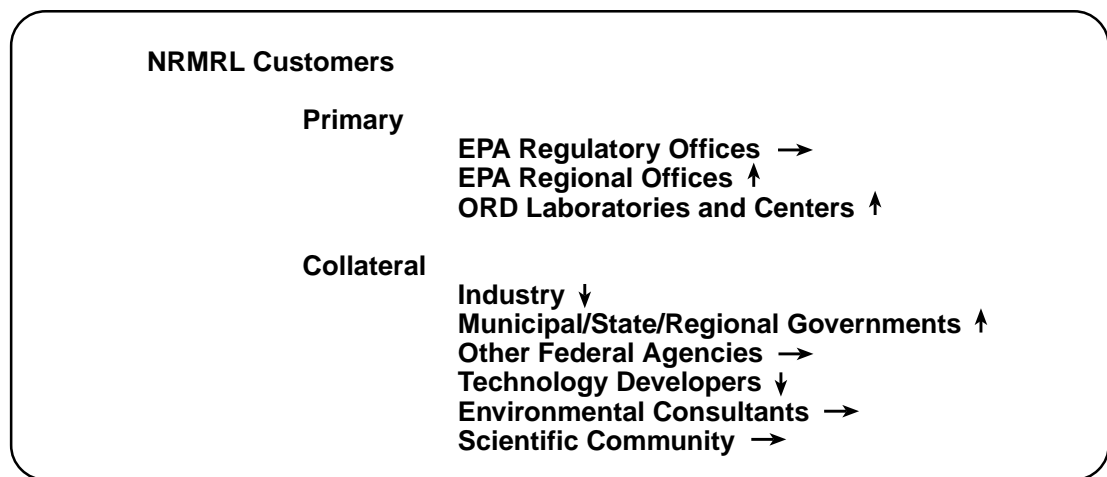 NRMRL Customers
Primary
EPA Regulatory Offices →
EPA Regional Offices ↑
ORD Laboratories and Centers ↑
Collateral
Industry ↓
Municipal/State/Regional Governments ↑
Other Federal Agencies →
Technology Developers ↓
Environmental Consultants →
Scientific Community →